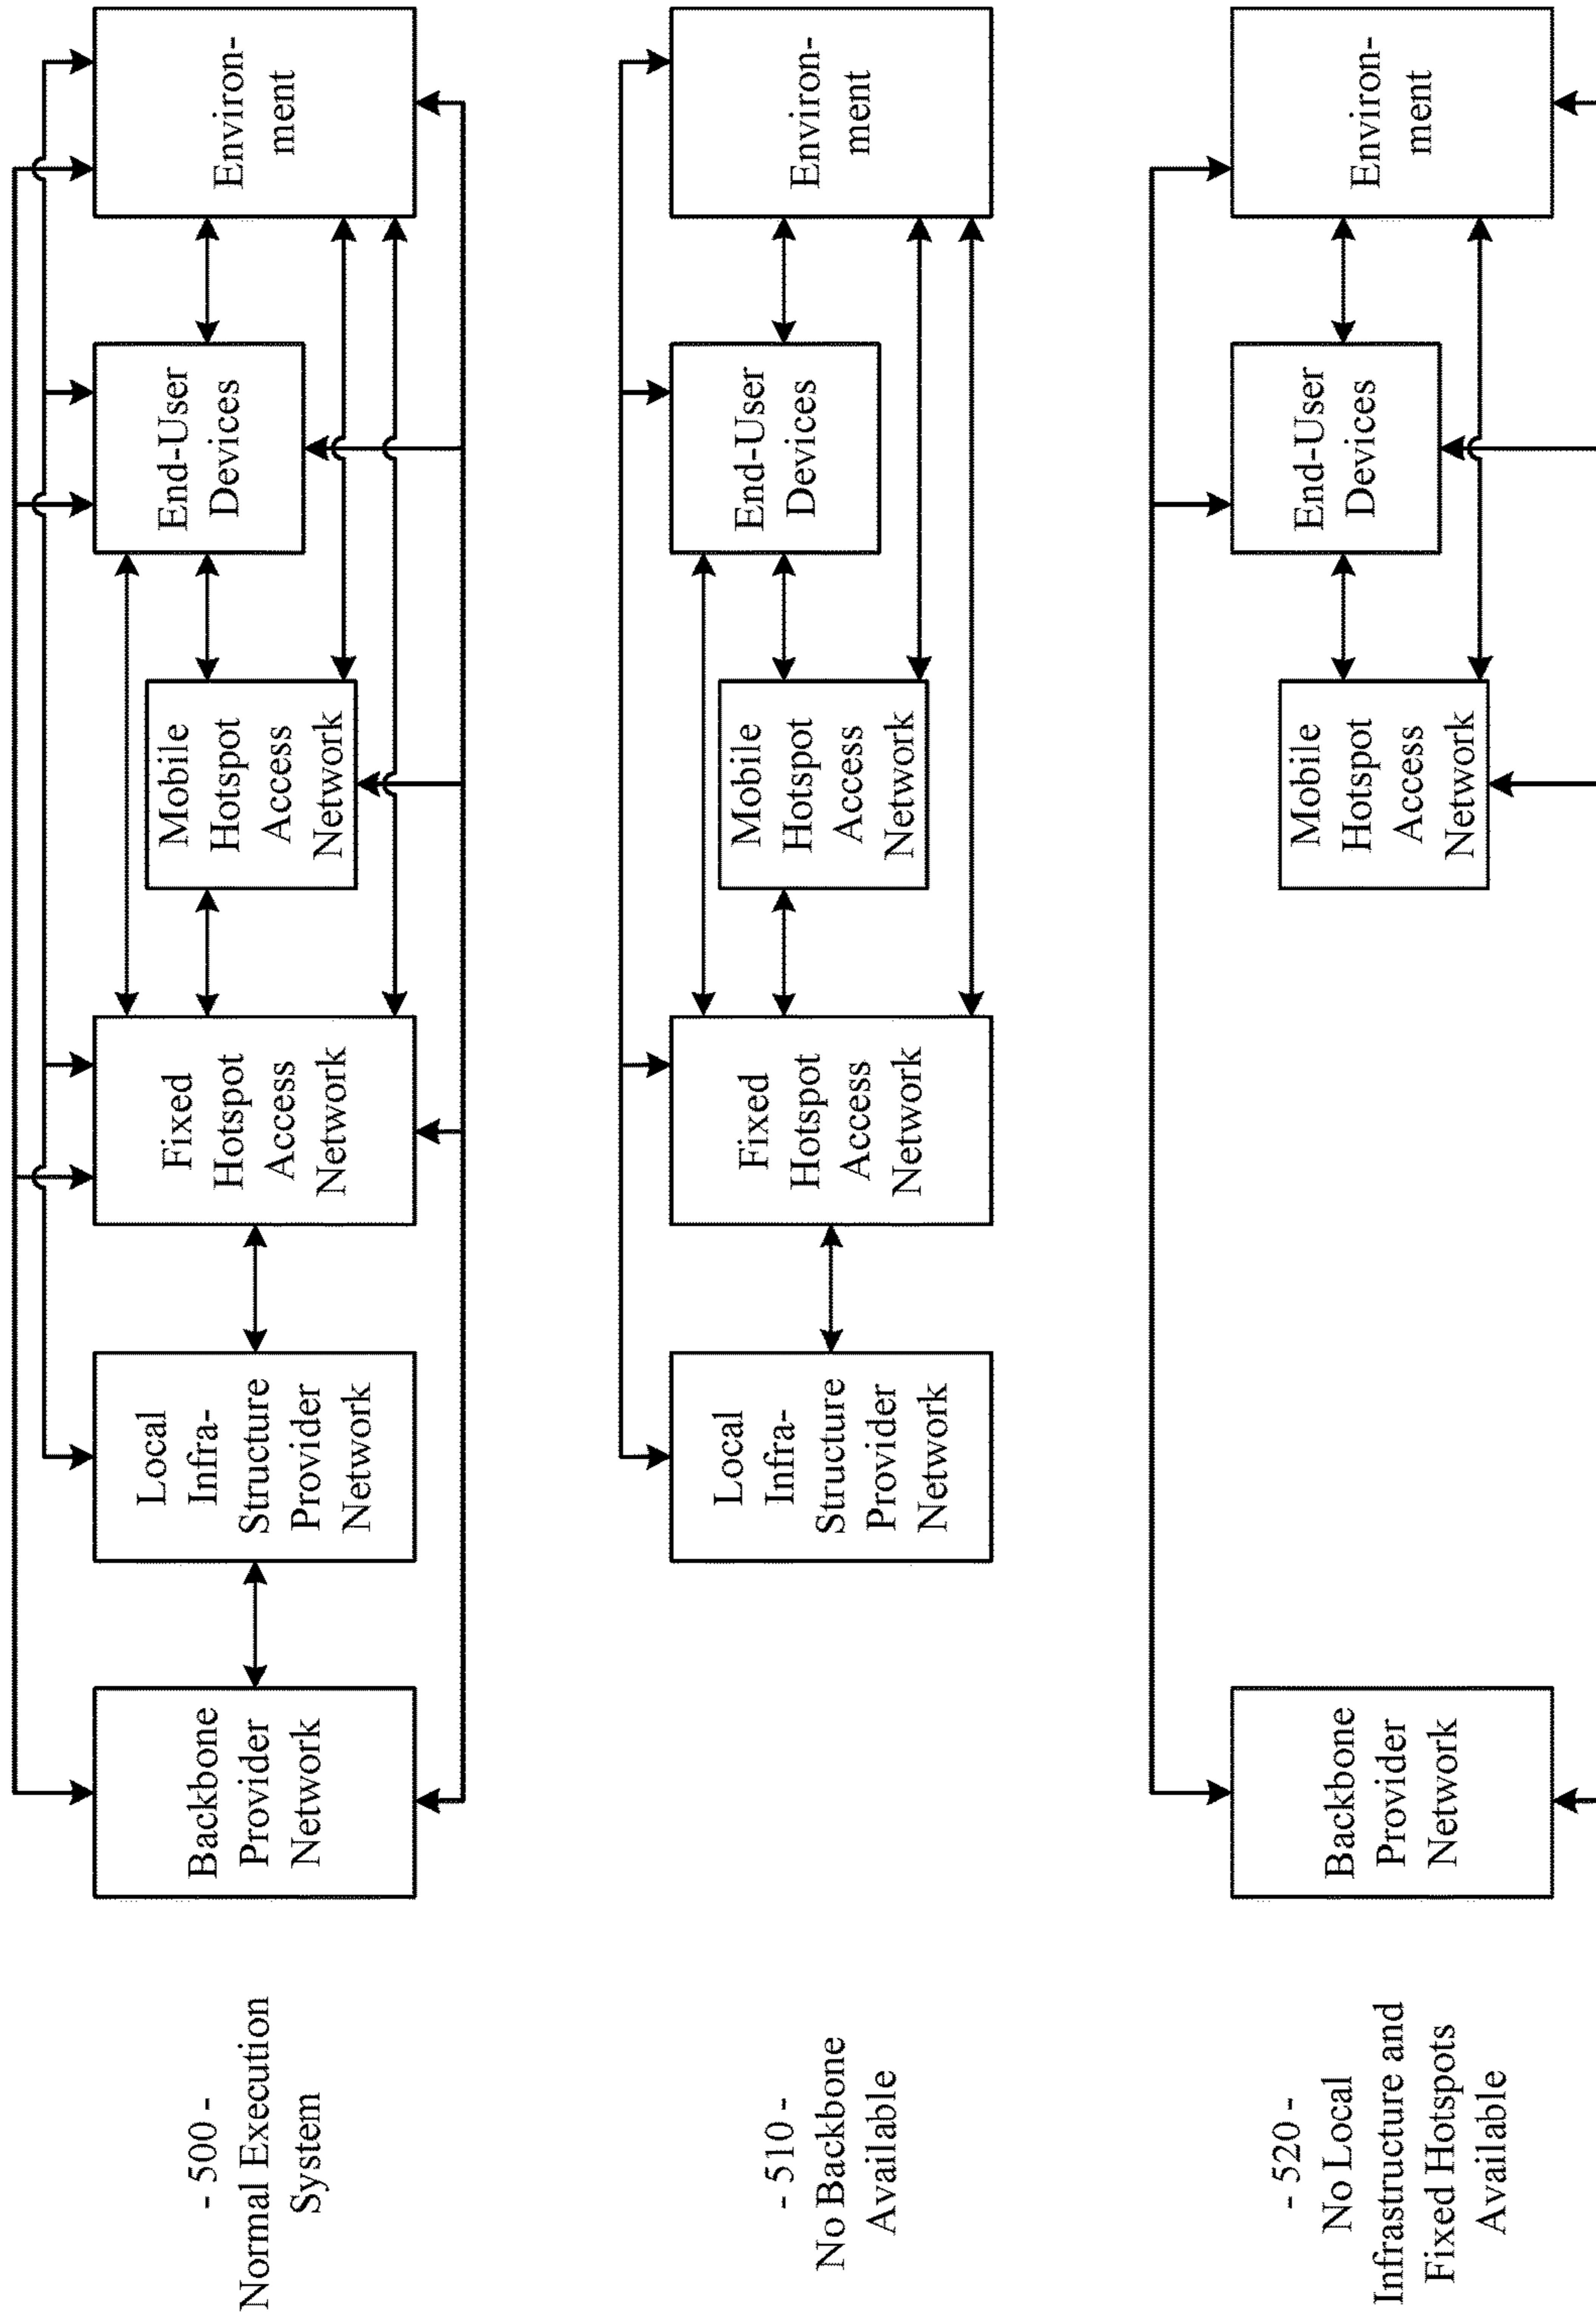 - 500 -
Normal Execution
System
Backbone
Provider
Network
Local
Infra-
Structure
Provider
Network
Fixed
Hotspot
Access
Network
Mobile
Hotspot
Access
Network
End-User
Devices
Environ-
ment
- 510 -
No Backbone
Available
Local
Infra-
Structure
Provider
Network
Fixed
Hotspot
Access
Network
Mobile
Hotspot
Access
Network
End-User
Devices
Environ-
ment
- 520 -
No Local
Infrastructure and
Fixed Hotspots
Available
Backbone
Provider
Network
Mobile
Hotspot
Access
Network
End-User
Devices
Environ-
ment